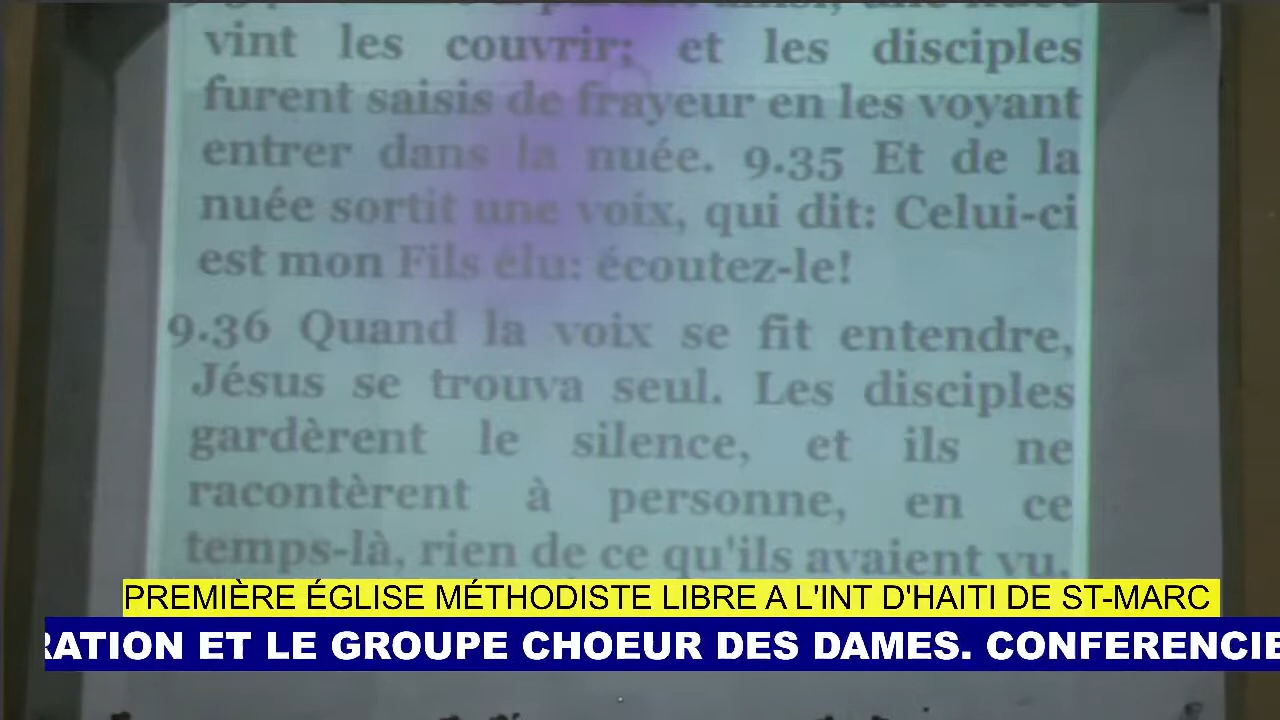 vint les couvrir; et les disciples
furent saisis de frayeur en les voyant
entrer dans la nuée. 9.35 Et de la
nuée sortit une voix, qui dit: Celui-ci
est mon Fils élu: écoutez-le!
9.36 Quand la voix se fit entendre,
Jésus se trouva seul. Les disciples
gardèrent le silence, et ils ne
racontèrent à personne, en ce
temps-là, rien de ce qu'ils avaient vu.
PREMIÈRE ÉGLISE MÉTHODISTE LIBRE A L'INT D'HAITI DE ST-MARC
RATION ET LE GROUPE CHOEUR DES DAMES. CONFERENCIE